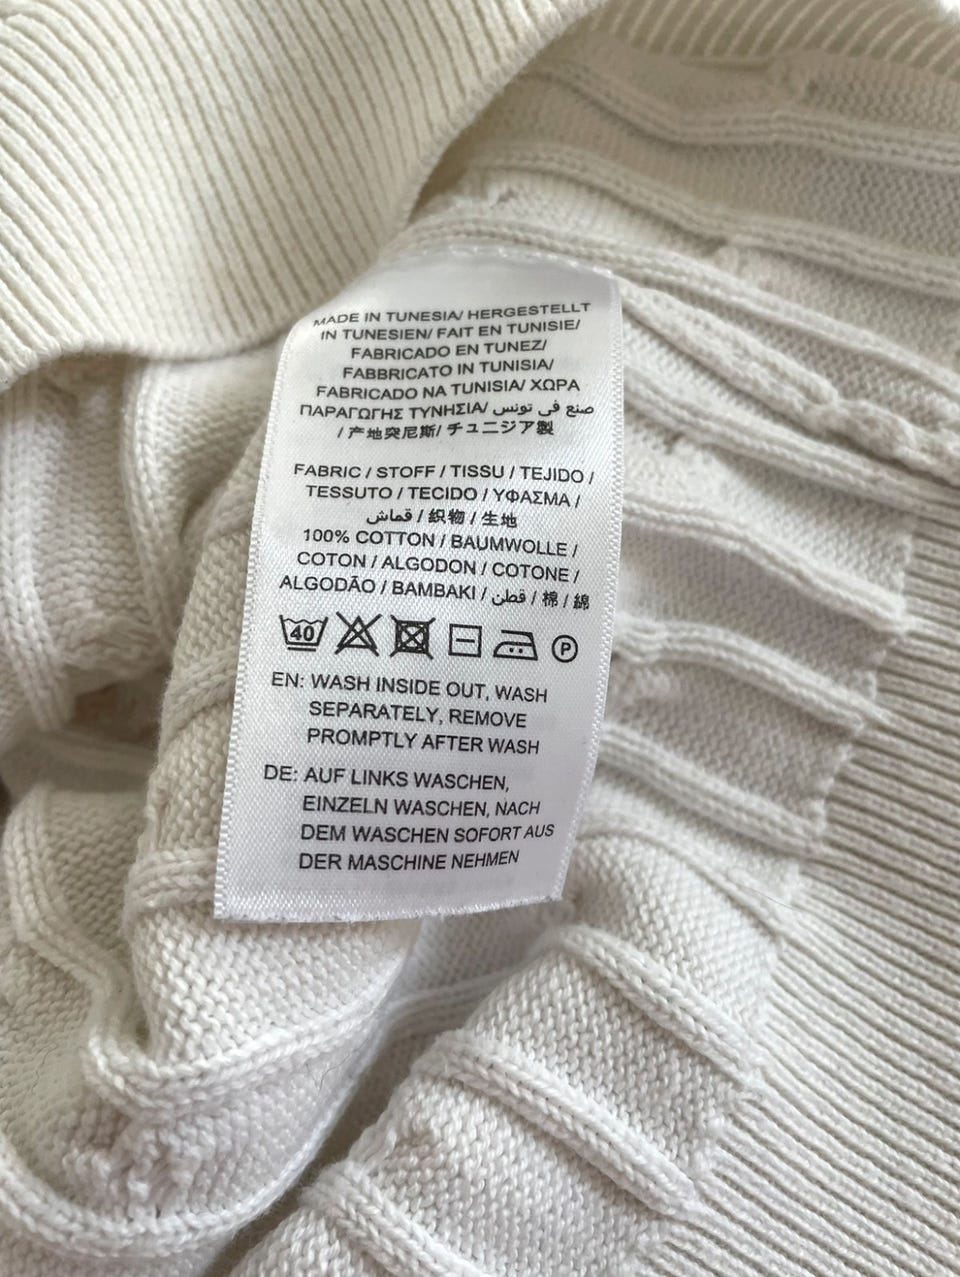 MADE IN TUNESIA/ HERGESTELLT
IN TUNESIEN/ FAIT EN TUNISIE/
FABRICADO EN TUNEZ/
FABBRICATO IN TUNISIA/
FABRICADO NA TUNISIA/ ΧΩΡΑ
ΠΑΡΑΓΩΓΗΣ ΤΥΝΗΣΙΑ/ صنع في تونس
/ 产地突尼斯/ チュニジア製
FABRIC / STOFF / TISSU / TEJIDO /
TESSUTO / TECIDO / ΥΦΑΣΜΑ /
قماش / 织物 / 生地
100% COTTON / BAUMWOLLE /
COTON / ALGODON / COTONE /
ALGODÃO / BAMBAKI / قطن / 棉 / 綿
40 P
EN: WASH INSIDE OUT, WASH
SEPARATELY, REMOVE
PROMPTLY AFTER WASH
DE: AUF LINKS WASCHEN,
EINZELN WASCHEN, NACH
DEM WASCHEN SOFORT AUS
DER MASCHINE NEHMEN